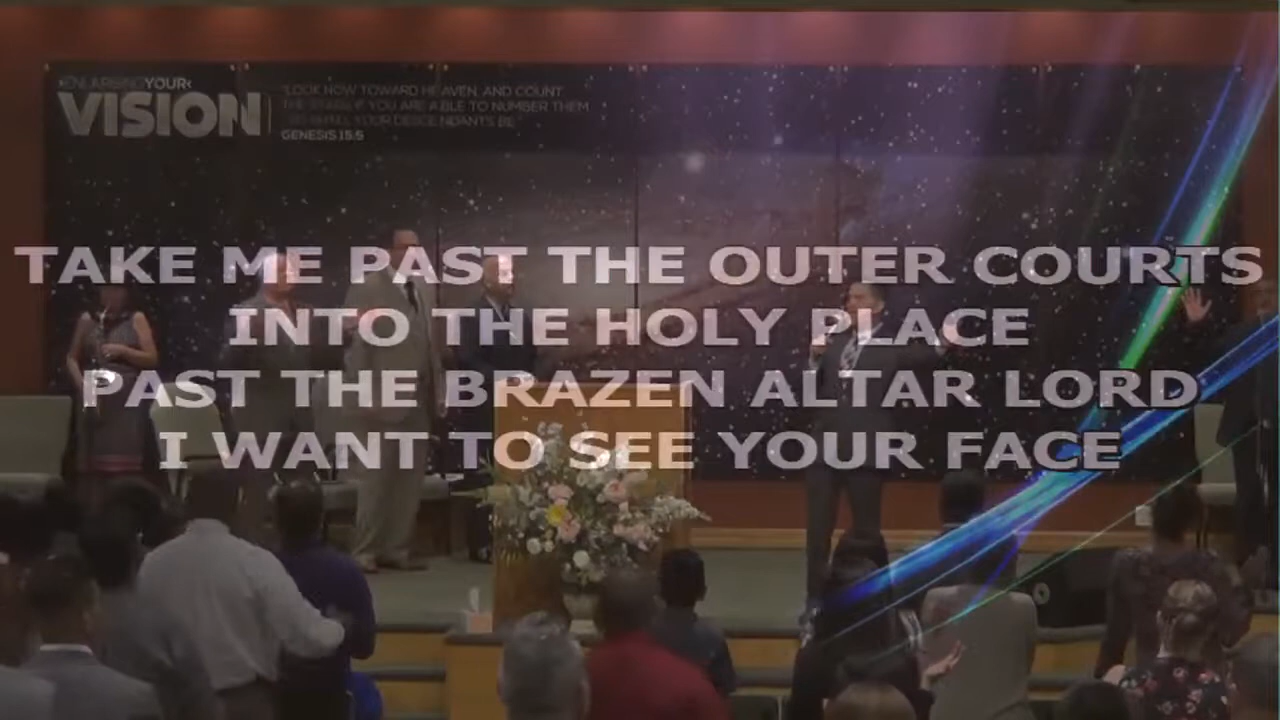 ENLARGING YOUR
VISION
LOOK NOW TOWARD HEAVEN, AND COUNT
THE STARS IF YOU ARE ABLE TO NUMBER THEM
SO SHALL YOUR DESCENDANTS BE
GENESIS 15:5
TAKE ME PAST THE OUTER COURTS
INTO THE HOLY PLACE
PAST THE BRAZEN ALTAR LORD
I WANT TO SEE YOUR FACE